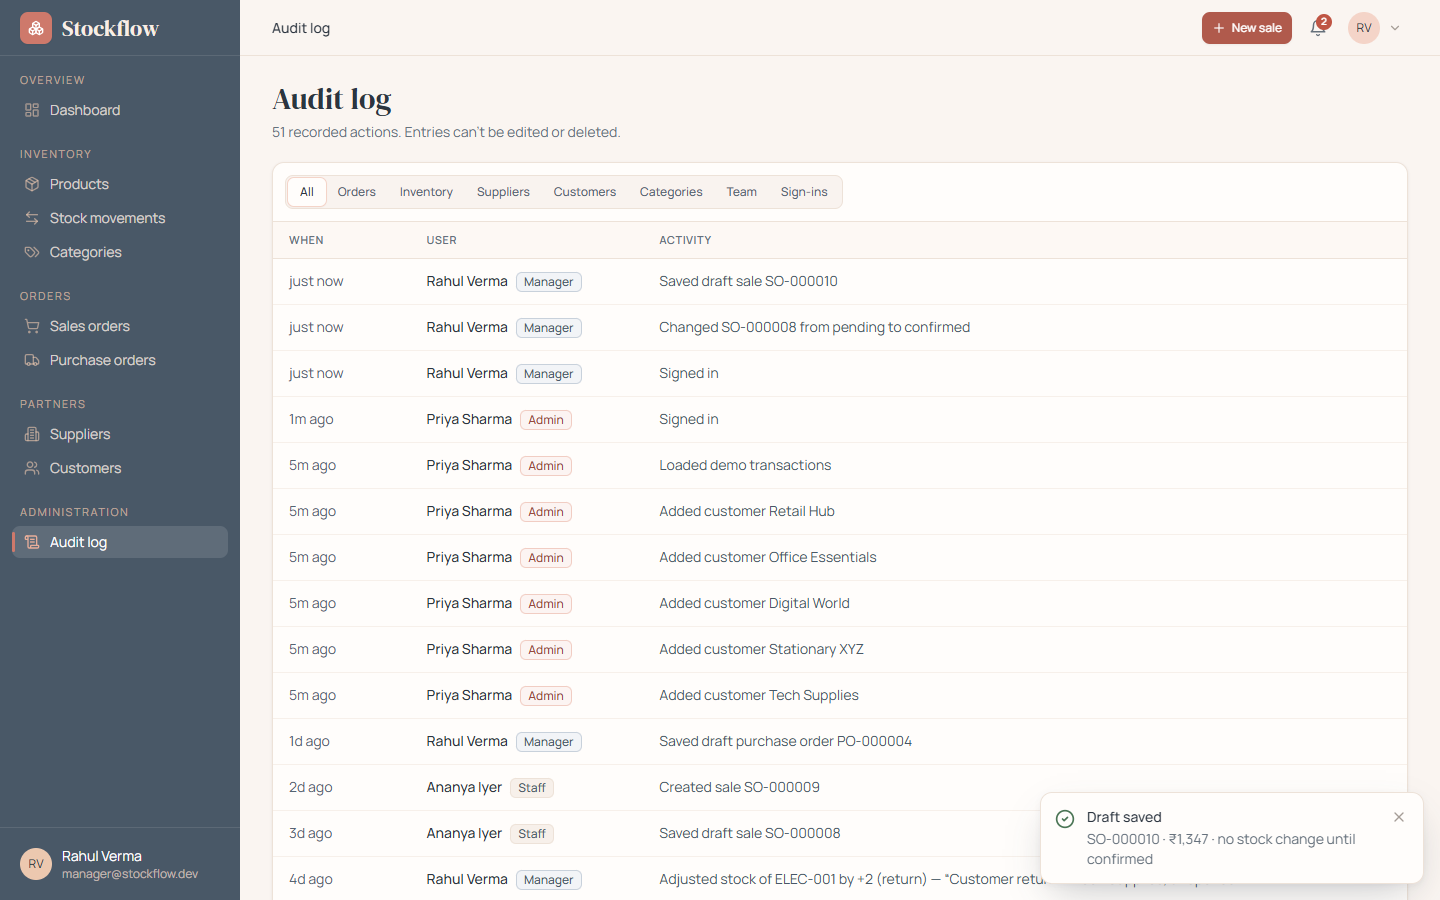 Stockflow
Audit log
New sale
2
RV
OVERVIEW
Dashboard
INVENTORY
Products
Stock movements
Categories
ORDERS
Sales orders
Purchase orders
PARTNERS
Suppliers
Customers
ADMINISTRATION
Audit log
RV
Rahul Verma
manager@stockflow.dev
Audit log
51 recorded actions. Entries can't be edited or deleted.
All Orders Inventory Suppliers Customers Categories Team Sign-ins
WHEN USER ACTIVITY
just now Rahul Verma Manager Saved draft sale SO-000010
just now Rahul Verma Manager Changed SO-000008 from pending to confirmed
just now Rahul Verma Manager Signed in
1m ago Priya Sharma Admin Signed in
5m ago Priya Sharma Admin Loaded demo transactions
5m ago Priya Sharma Admin Added customer Retail Hub
5m ago Priya Sharma Admin Added customer Office Essentials
5m ago Priya Sharma Admin Added customer Digital World
5m ago Priya Sharma Admin Added customer Stationary XYZ
5m ago Priya Sharma Admin Added customer Tech Supplies
1d ago Rahul Verma Manager Saved draft purchase order PO-000004
2d ago Ananya Iyer Staff Created sale SO-000009
3d ago Ananya Iyer Staff Saved draft sale SO-000008
4d ago Rahul Verma Manager Adjusted stock of ELEC-001 by +2 (return) — “Customer
Draft saved
SO-000010 · ₹1,347 · no stock change until
confirmed